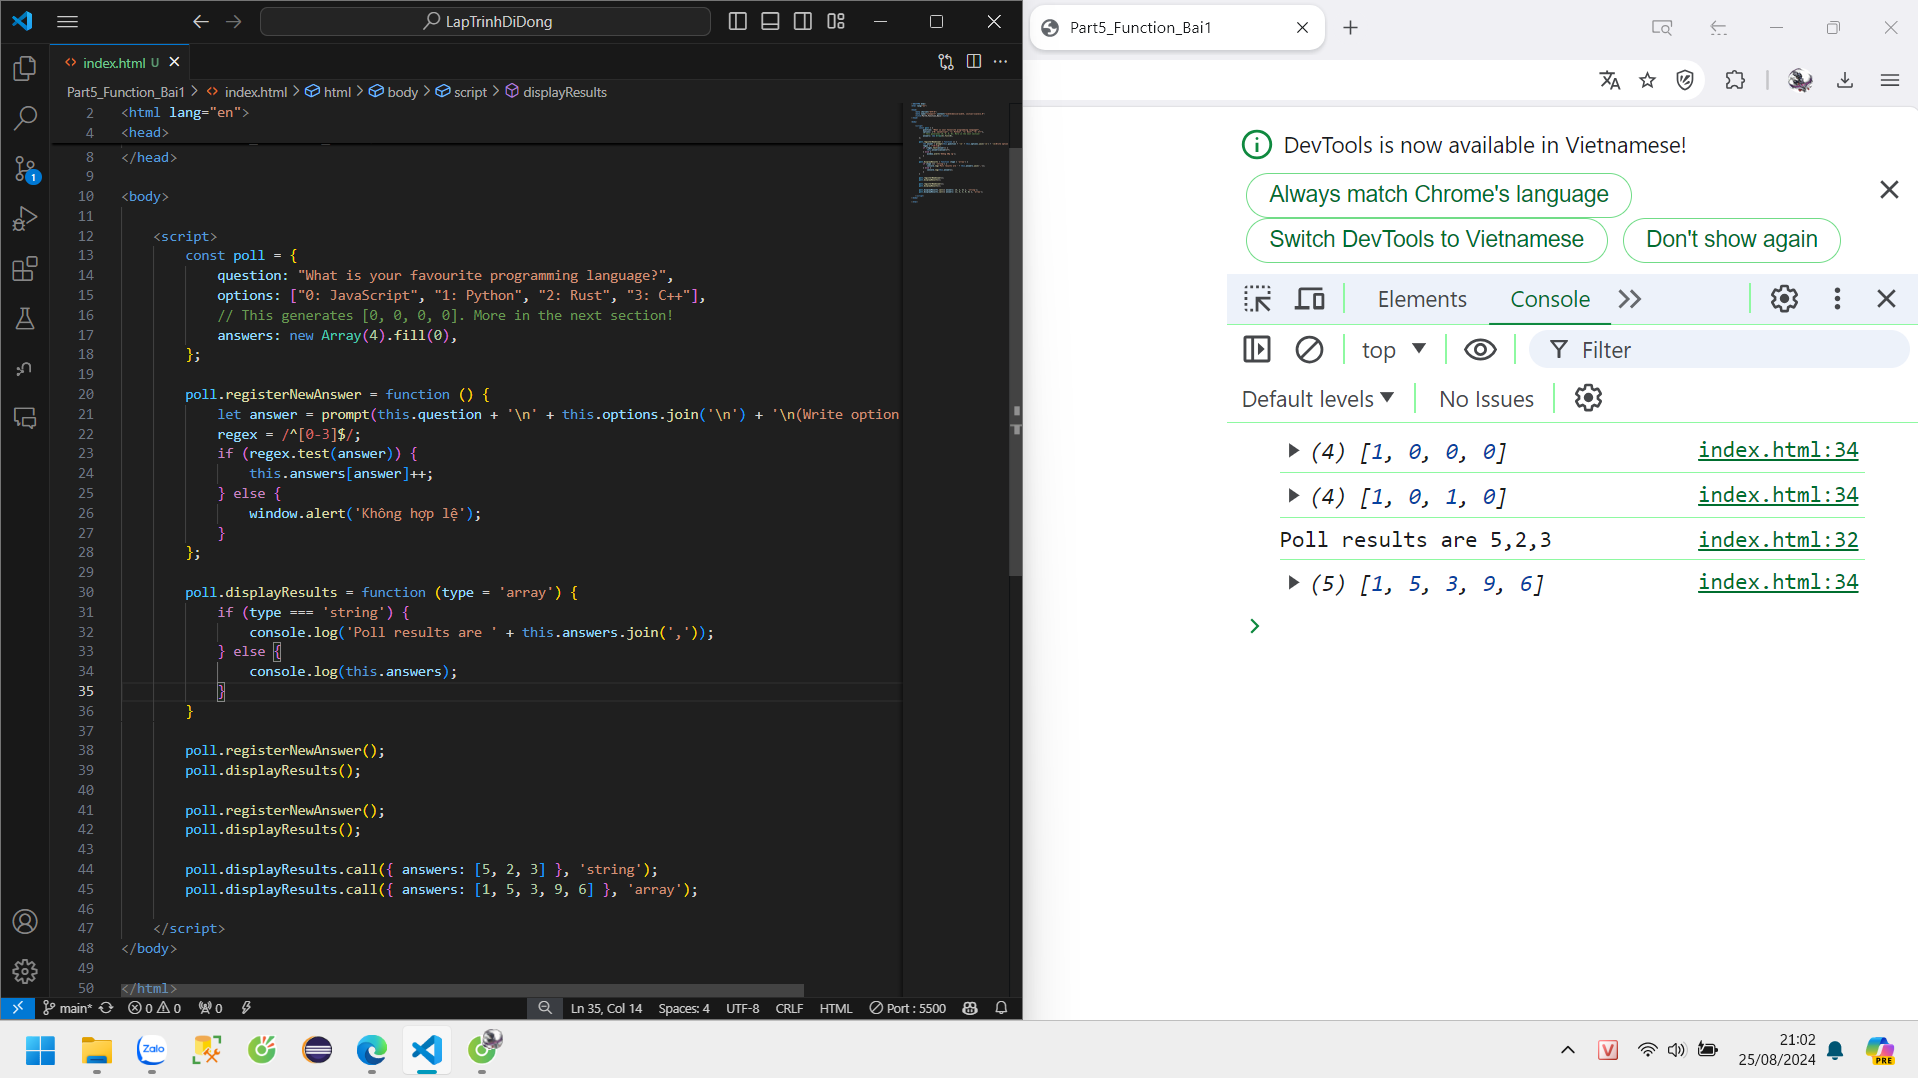 LapTrinhDiDong
index.html U
Part5_Function_Bai1 > index.html > html > body > script > displayResults
2 <html lang="en">
4 <head>
8 </head>
9
10 <body>
11
12 <script>
13 const poll = {
14 question: "What is your favourite programming language?",
15 options: ["0: JavaScript", "1: Python", "2: Rust", "3: C++"],
16 // This generates [0, 0, 0, 0]. More in the next section!
17 answers: new Array(4).fill(0),
18 };
19
20 poll.registerNewAnswer = function () {
21 let answer = prompt(this.question + '\n' + this.options.join('\n') + '\n(Write option
22 regex = /^[0-3]$/;
23 if (regex.test(answer)) {
24 this.answers[answer]++;
25 } else {
26 window.alert('Không hợp lệ');
27 }
28 };
29
30 poll.displayResults = function (type = 'array') {
31 if (type === 'string') {
32 console.log('Poll results are ' + this.answers.join(','));
33 } else {
34 console.log(this.answers);
35 }
36 }
37
38 poll.registerNewAnswer();
39 poll.displayResults();
40
41 poll.registerNewAnswer();
42 poll.displayResults();
43
44 poll.displayResults.call({ answers: [5, 2, 3] }, 'string');
45 poll.displayResults.call({ answers: [1, 5, 3, 9, 6] }, 'array');
46
47 </script>
48 </body>
49
50 </html>
1
main* 0 0 0 Ln 35, Col 14 Spaces: 4 UTF-8 CRLF HTML Port : 5500
Part5_Function_Bai1
DevTools is now available in Vietnamese!
Always match Chrome's language
Switch DevTools to Vietnamese Don't show again
Elements Console
top Filter
Default levels No Issues
(4) [1, 0, 0, 0] index.html:34
(4) [1, 0, 1, 0] index.html:34
Poll results are 5,2,3 index.html:32
(5) [1, 5, 3, 9, 6] index.html:34
Zalo
V
21:02
25/08/2024
PRE